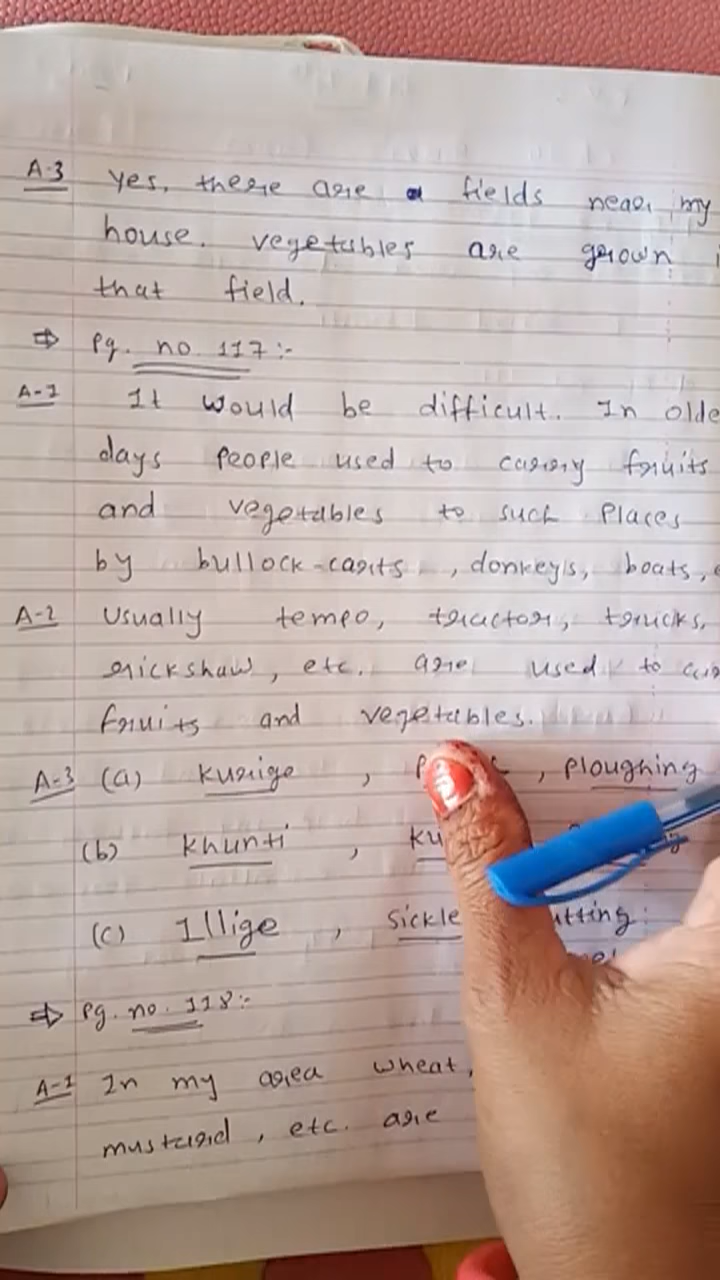 A-3 Yes, there are a fields near my
house. vegetables are grown
that field.
⇒ Pg. no. 117:-
A-1 It would be difficult. In olde
days people used to carry fruits
and vegetables to such places
by bullock-carts, donkeys, boats,
A-2 Usually tempo, tractor, trucks,
rickshaw, etc. are used to
fruits and vegetables.
A-3 (a) kurige, , ploughing
(b) khunti,
(c) Illige, sickle
⇒ Pg. no. 118:-
A-1 In my area wheat,
mustard, etc. are